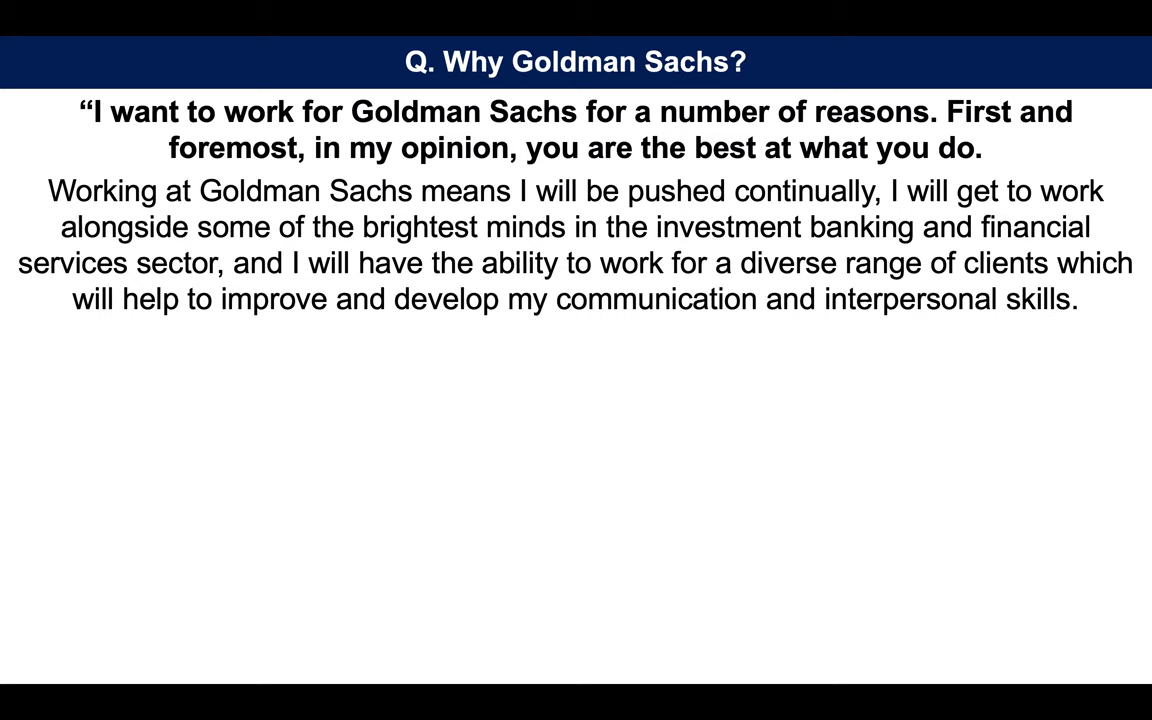 Q. Why Goldman Sachs?
“I want to work for Goldman Sachs for a number of reasons. First and
foremost, in my opinion, you are the best at what you do.
Working at Goldman Sachs means I will be pushed continually, I will get to work
alongside some of the brightest minds in the investment banking and financial
services sector, and I will have the ability to work for a diverse range of clients which
will help to improve and develop my communication and interpersonal skills.